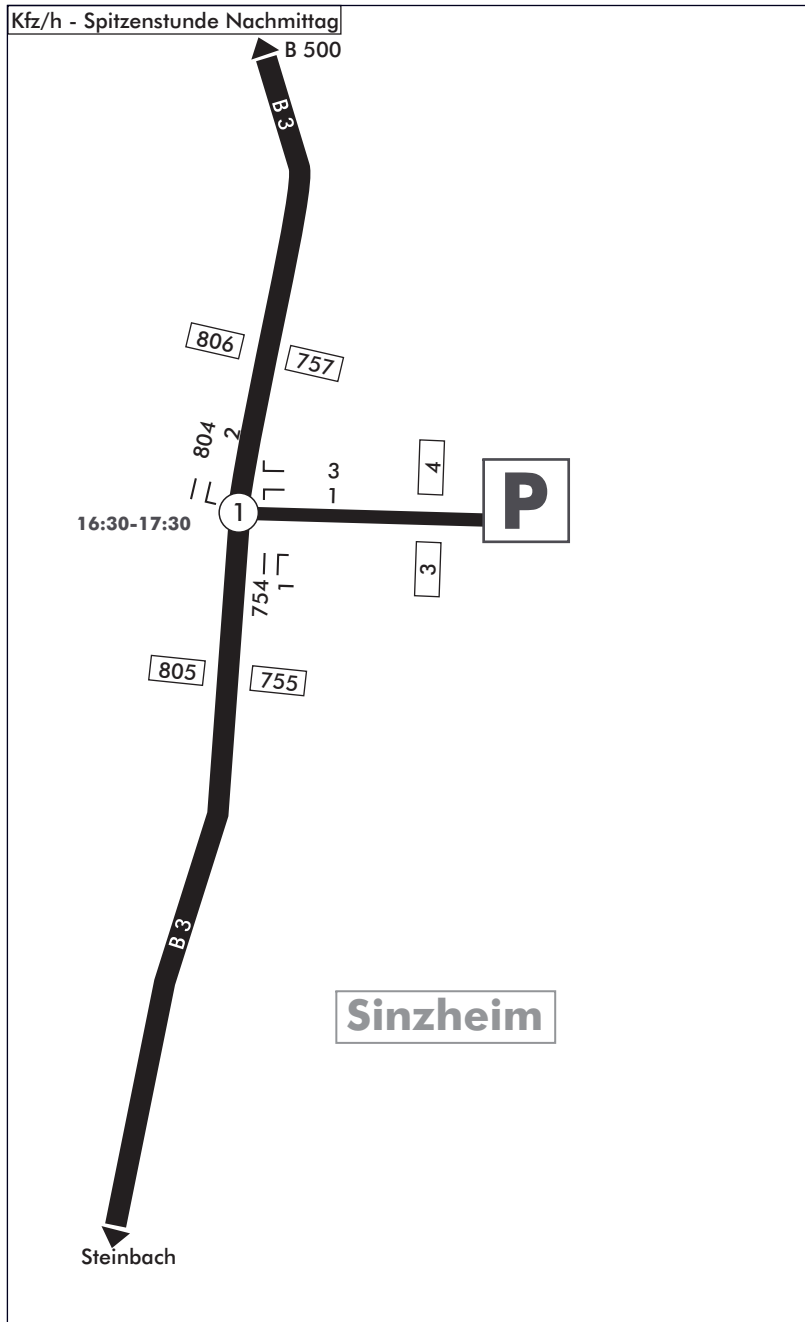 Kfz/h - Spitzenstunde Nachmittag
B 500
B 3
806
757
804
2
3
1
4
P
16:30-17:30
1
3
754
1
805
755
B 3
Sinzheim
Steinbach